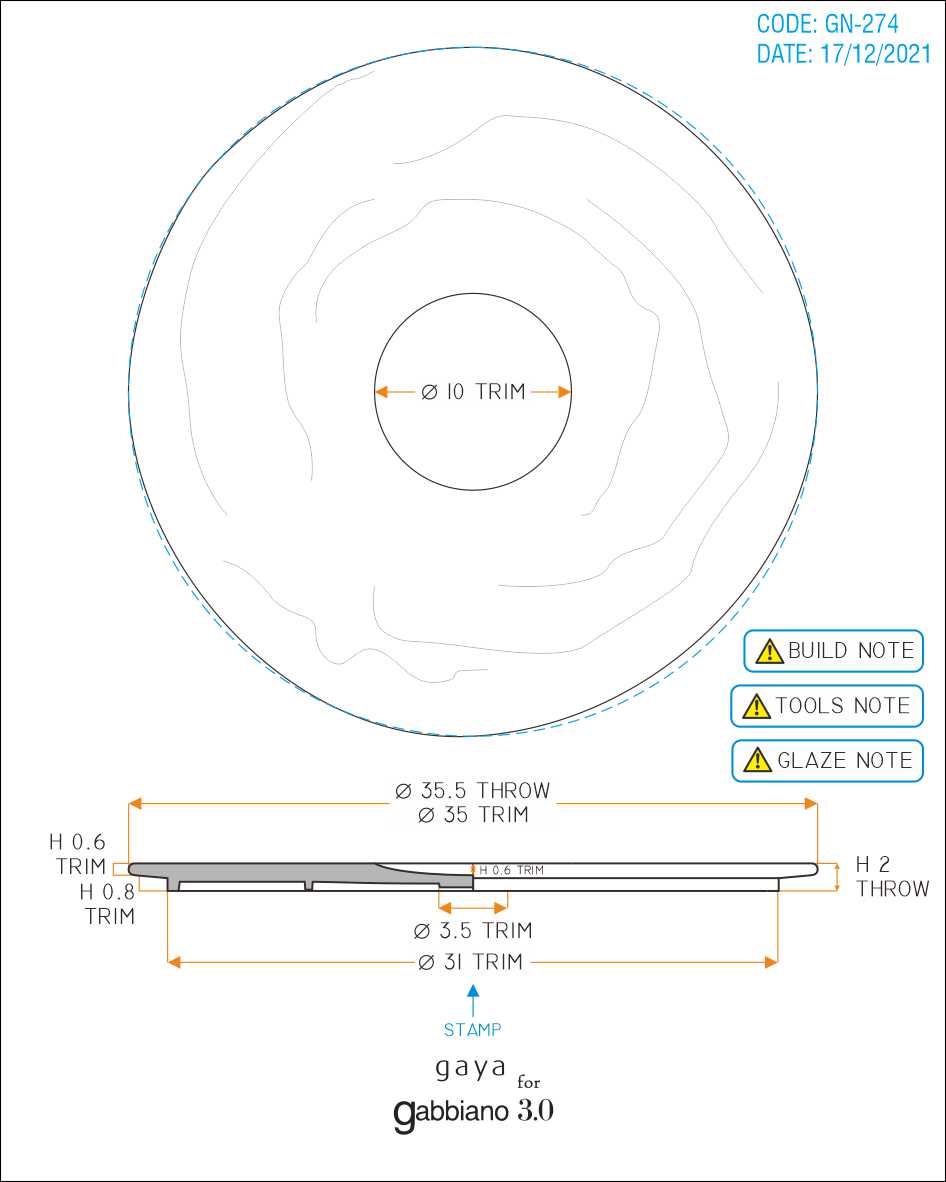 CODE: GN-274
DATE: 17/12/2021
Ø 10 TRIM
BUILD NOTE
TOOLS NOTE
GLAZE NOTE
Ø 35.5 THROW
Ø 35 TRIM
H 0.6
TRIM
H 0.8
TRIM
H 0.6 TRIM
H 2
THROW
Ø 3.5 TRIM
Ø 31 TRIM
STAMP
gaya
for
gabbiano 3.0